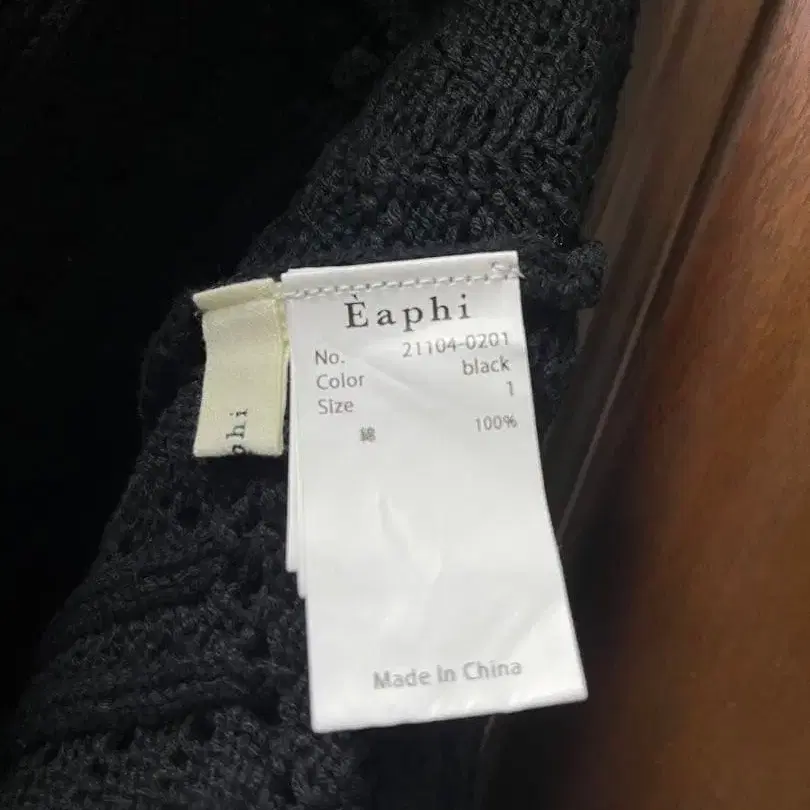 Èaphi
No. 21104-0201
Color black
Size 1
綿 100%
Made In China
phi